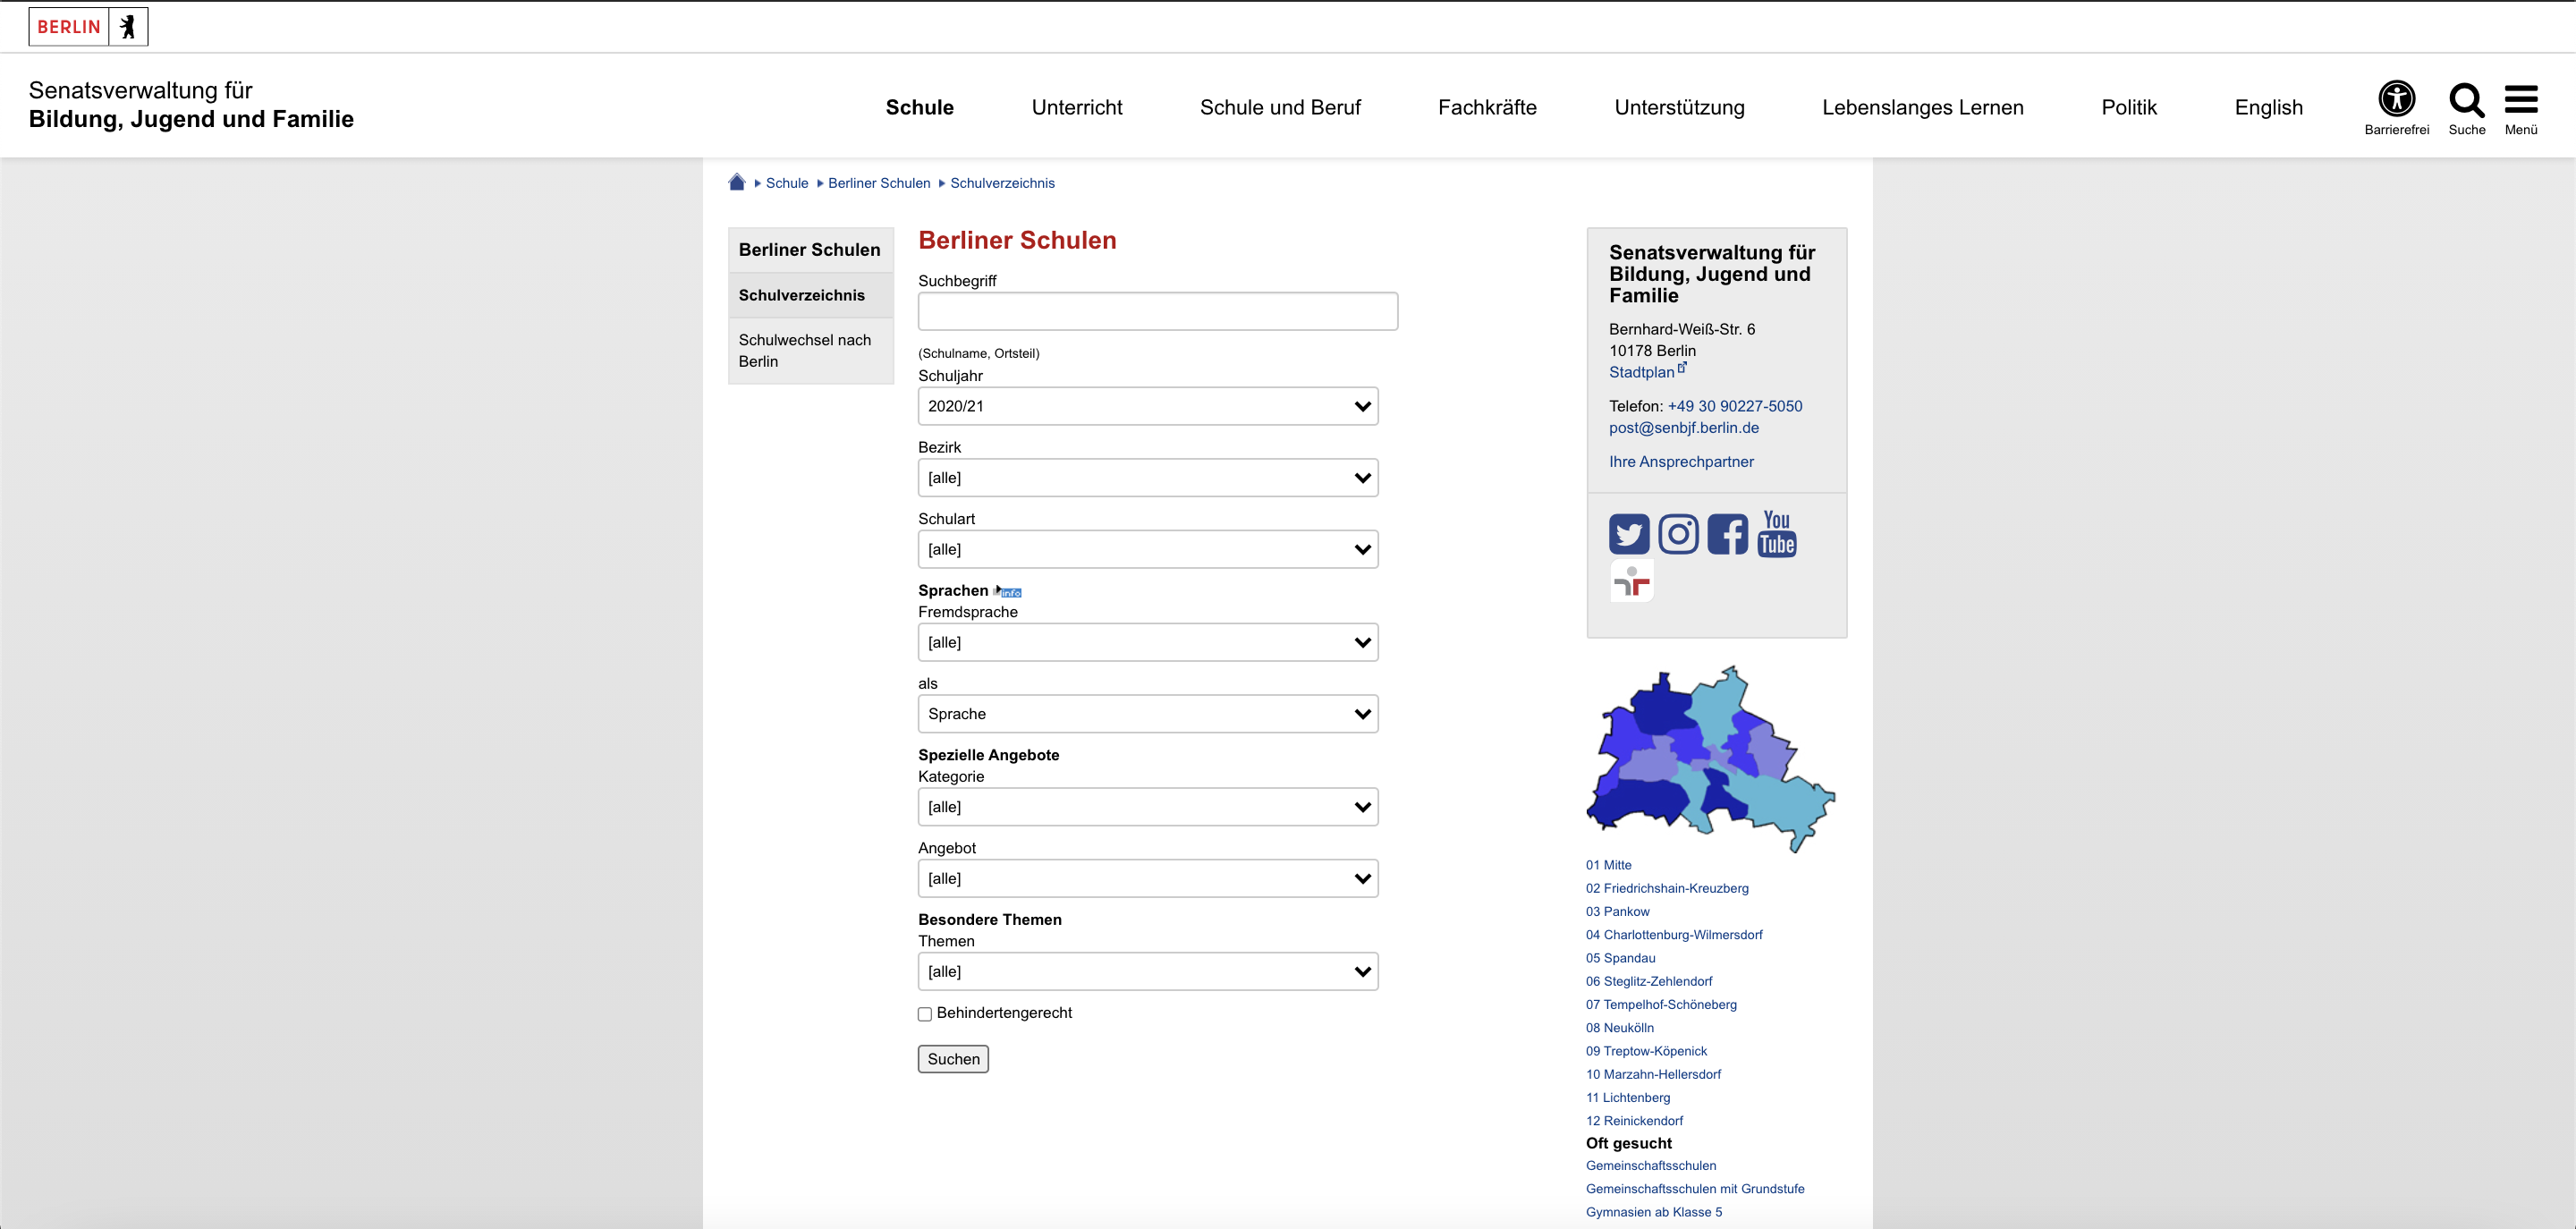 BERLIN
Senatsverwaltung für
Bildung, Jugend und Familie
Schule
Unterricht
Schule und Beruf
Fachkräfte
Unterstützung
Lebenslanges Lernen
Politik
English
Barrierefrei
Suche
Menü
Schule
Berliner Schulen
Schulverzeichnis
Berliner Schulen
Schulverzeichnis
Schulwechsel nach
Berlin
Berliner Schulen
Suchbegriff
(Schulname, Ortsteil)
Schuljahr
2020/21
Bezirk
[alle]
Schulart
[alle]
Sprachen info
Fremdsprache
[alle]
als
Sprache
Spezielle Angebote
Kategorie
[alle]
Angebot
[alle]
Besondere Themen
Themen
[alle]
Behindertengerecht
Suchen
Senatsverwaltung für
Bildung, Jugend und
Familie
Bernhard-Weiß-Str. 6
10178 Berlin
Stadtplan
Telefon: +49 30 90227-5050
post@senbjf.berlin.de
Ihre Ansprechpartner
You
Tube
01 Mitte
02 Friedrichshain-Kreuzberg
03 Pankow
04 Charlottenburg-Wilmersdorf
05 Spandau
06 Steglitz-Zehlendorf
07 Tempelhof-Schöneberg
08 Neukölln
09 Treptow-Köpenick
10 Marzahn-Hellersdorf
11 Lichtenberg
12 Reinickendorf
Oft gesucht
Gemeinschaftsschulen
Gemeinschaftsschulen mit Grundstufe
Gymnasien ab Klasse 5